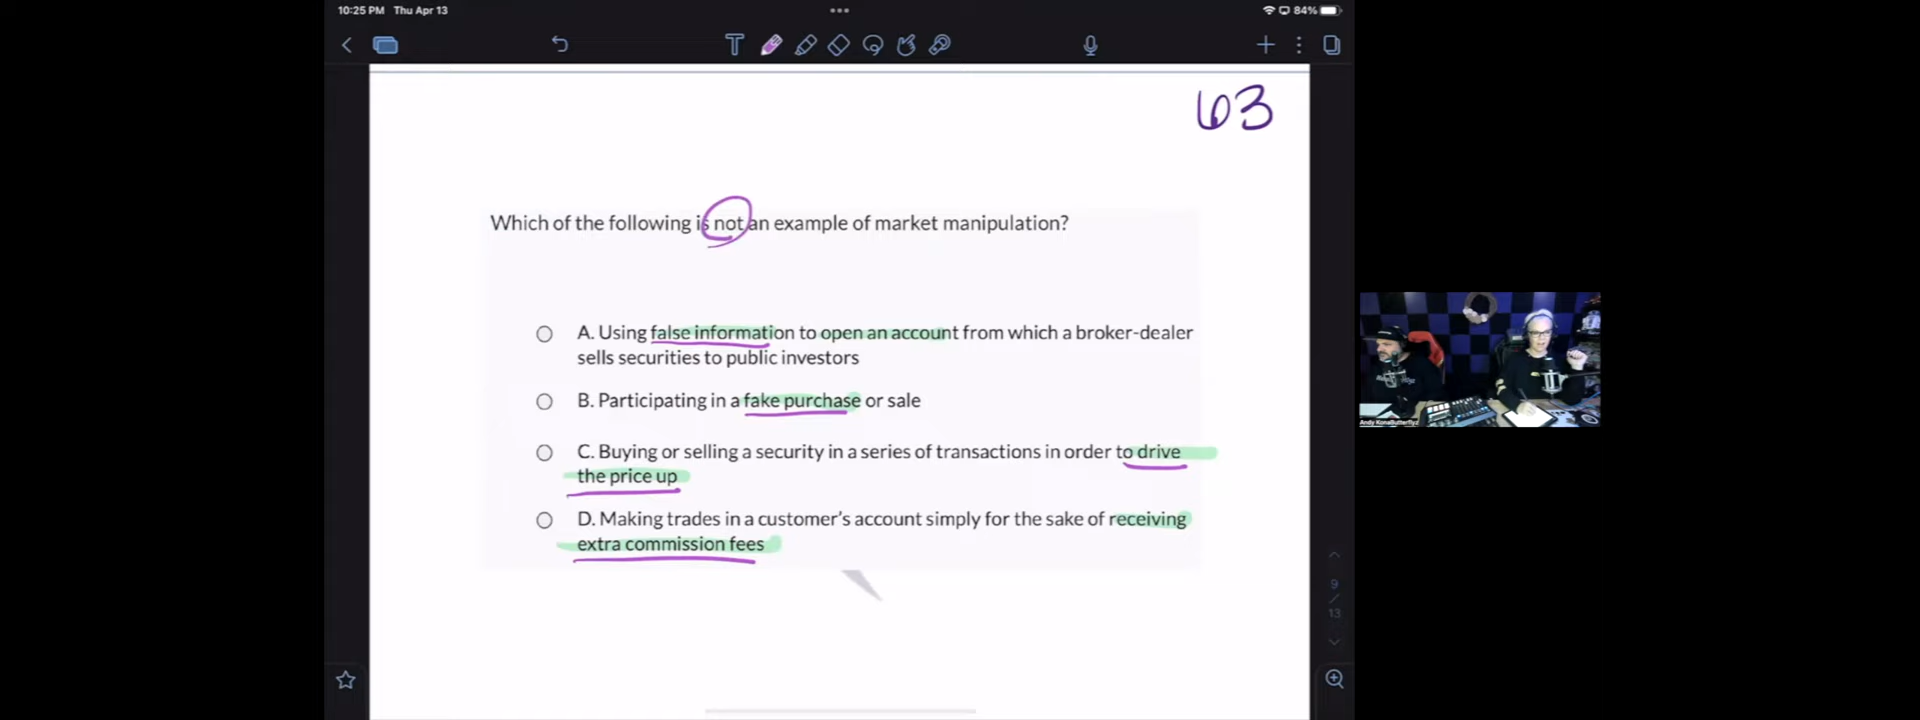 10:25 PM Thu Apr 13
84%
63
Which of the following is not an example of market manipulation?
A. Using false information to open an account from which a broker-dealer
sells securities to public investors
B. Participating in a fake purchase or sale
C. Buying or selling a security in a series of transactions in order to drive
the price up
D. Making trades in a customer's account simply for the sake of receiving
extra commission fees
9
/
13